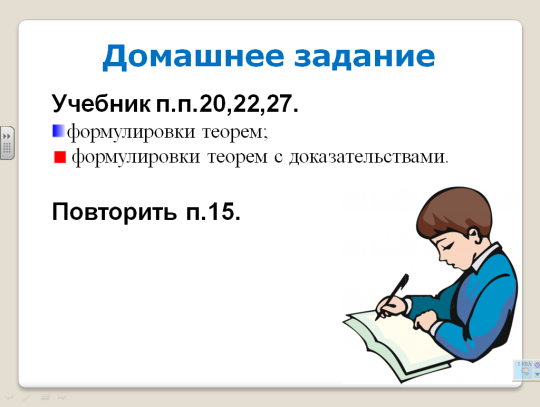 Домашнее задание
Учебник п.п.20,22,27.
формулировки теорем;
формулировки теорем с доказательствами.
Повторить п.15.